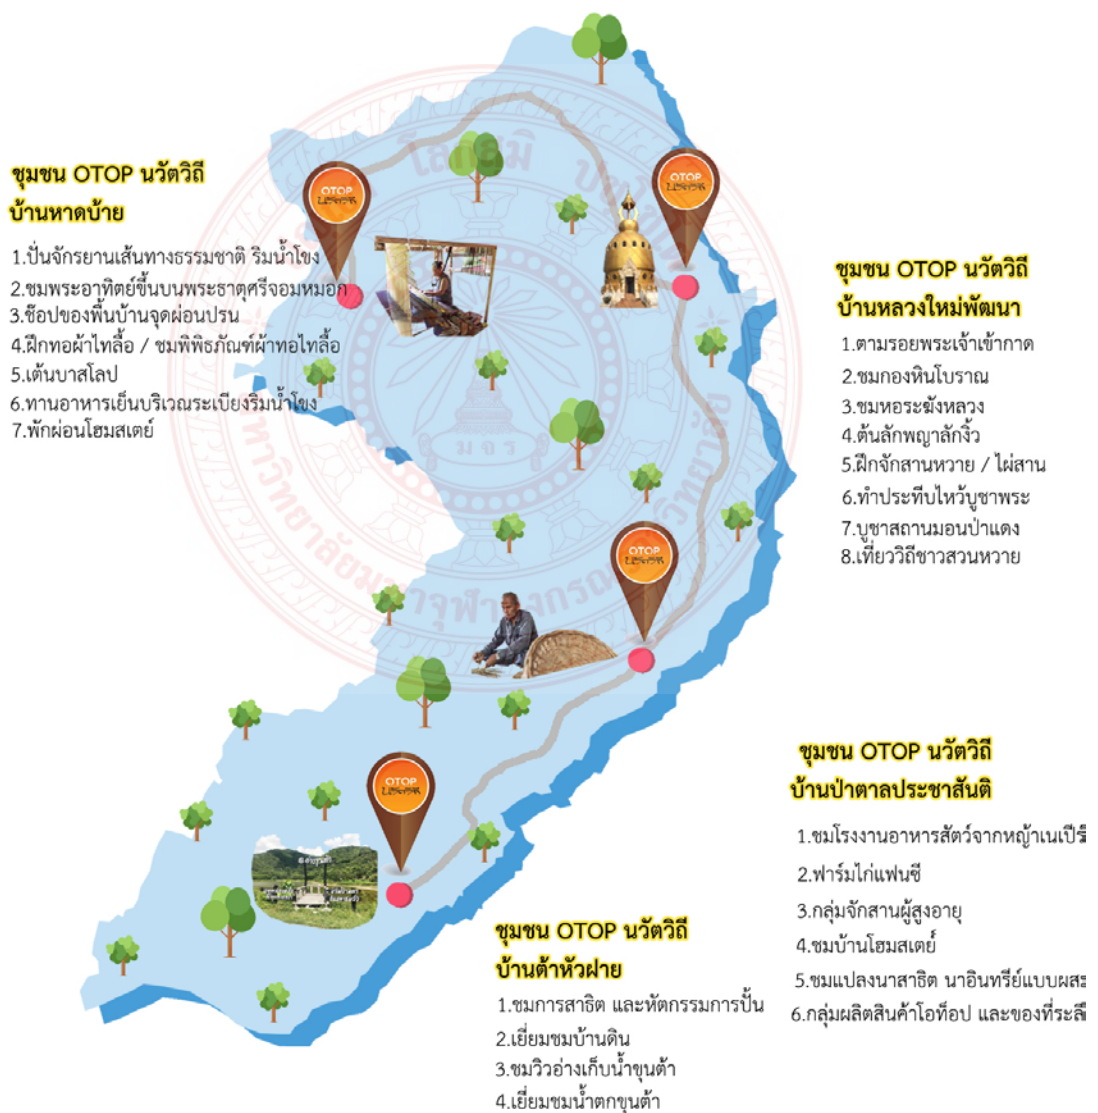 ชุมชน OTOP นวัตวิถี
บ้านหาดบ้าย
1.ปั่นจักรยานเส้นทางธรรมชาติ ริมน้ำโขง
2.ชมพระอาทิตย์ขึ้นบนพระธาตุศรีจอมหมอก
3.ช๊อปของพื้นบ้านจุดผ่อนปรน
4.ฝึกทอผ้าไทลื้อ / ชมพิพิธภัณฑ์ผ้าทอไทลื้อ
5.เต้นบาสโลป
6.ทานอาหารเย็นบริเวณระเบียงริมน้ำโขง
7.พักผ่อนโฮมสเตย์
OTOP
นวัตวิถี
OTOP
นวัตวิถี
ชุมชน OTOP นวัตวิถี
บ้านหลวงใหม่พัฒนา
1.ตามรอยพระเจ้าเข้ากาด
2.ชมกองหินโบราณ
3.ชมหอระฆังหลวง
4.ต้นลักพญาลักงิ้ว
5.ฝึกจักสานหวาย / ไผ่สาน
6.ทำประทีบไหว้บูชาพระ
7.บูชาสถานมอนป่าแดง
8.เที่ยววิถีชาวสวนหวาย
มจร
OTOP
นวัตวิถี
OTOP
นวัตวิถี
ชุมชน OTOP นวัตวิถี
บ้านป่าตาลประชาสันติ
1.ชมโรงงานอาหารสัตว์จากหญ้าเนเปีร์
2.ฟาร์มไก่แฟนซี
3.กลุ่มจักสานผู้สูงอายุ
4.ชมบ้านโฮมสเตย์
5.ชมแปลงนาสาธิต นาอินทรีย์แบบผสะ
6.กลุ่มผลิตสินค้าโอท็อป และของที่ระลึ
ชุมชน OTOP นวัตวิถี
บ้านต้าหัวฝาย
1.ชมการสาธิต และหัตกรรมการปั้น
2.เยี่ยมชมบ้านดิน
3.ชมวิวอ่างเก็บน้ำขุนต้า
4.เยี่ยมชมน้ำตกขุนต้า